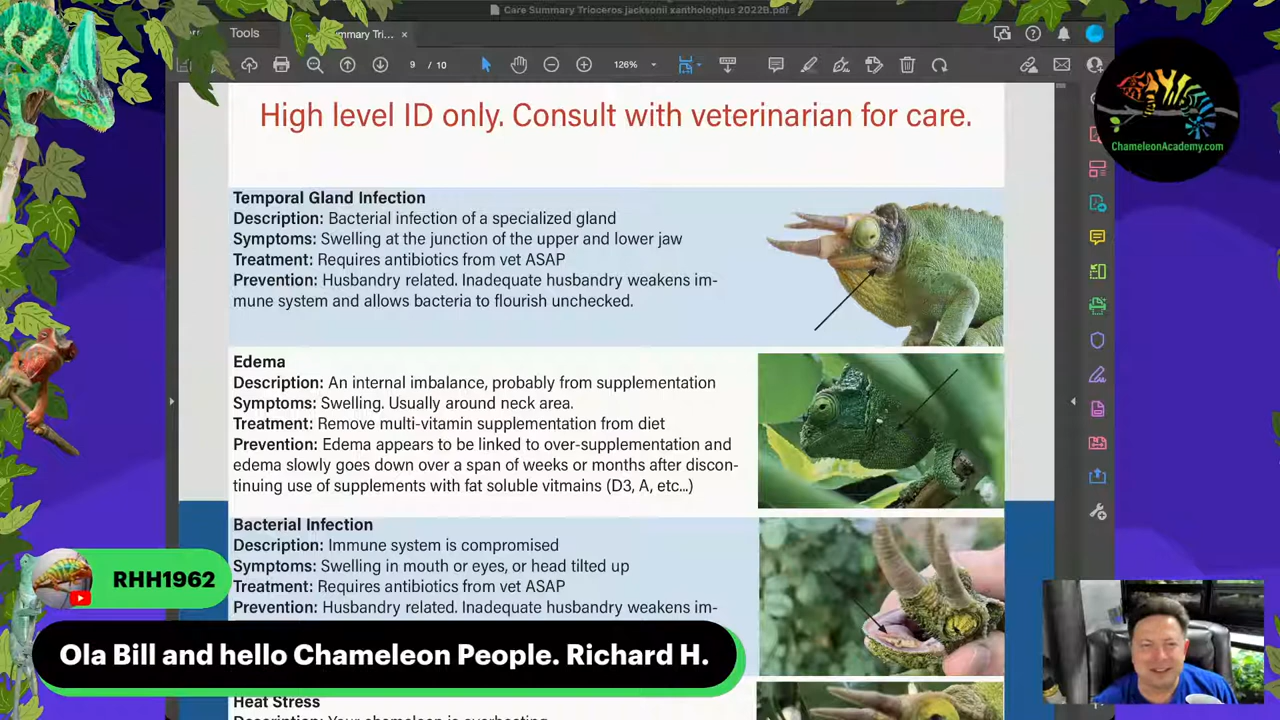 Care Summary Trioceros jacksonii xantholophus 2022B.pdf
Tools
ummary Tri... ×
9 / 10
126%
ChameleonAcademy.com
High level ID only. Consult with veterinarian for care.
Temporal Gland Infection
Description: Bacterial infection of a specialized gland
Symptoms: Swelling at the junction of the upper and lower jaw
Treatment: Requires antibiotics from vet ASAP
Prevention: Husbandry related. Inadequate husbandry weakens im-
mune system and allows bacteria to flourish unchecked.
Edema
Description: An internal imbalance, probably from supplementation
Symptoms: Swelling. Usually around neck area.
Treatment: Remove multi-vitamin supplementation from diet
Prevention: Edema appears to be linked to over-supplementation and
edema slowly goes down over a span of weeks or months after discon-
tinuing use of supplements with fat soluble vitmains (D3, A, etc...)
Bacterial Infection
Description: Immune system is compromised
Symptoms: Swelling in mouth or eyes, or head tilted up
Treatment: Requires antibiotics from vet ASAP
Prevention: Husbandry related. Inadequate husbandry weakens im-
RHH1962
Ola Bill and hello Chameleon People. Richard H.
Heat Stress
Description: Your chameleon is overheating